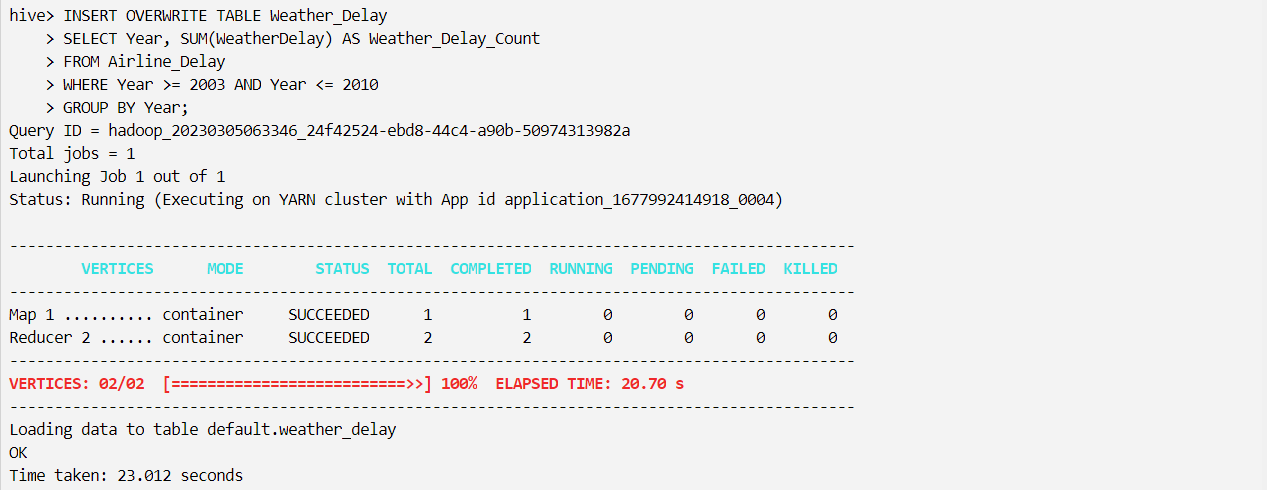 hive> INSERT OVERWRITE TABLE Weather_Delay
    > SELECT Year, SUM(WeatherDelay) AS Weather_Delay_Count
    > FROM Airline_Delay
    > WHERE Year >= 2003 AND Year <= 2010
    > GROUP BY Year;
Query ID = hadoop_20230305063346_24f42524-ebd8-44c4-a90b-50974313982a
Total jobs = 1
Launching Job 1 out of 1
Status: Running (Executing on YARN cluster with App id application_1677992414918_0004)

----------------------------------------------------------------------------------------------
        VERTICES      MODE        STATUS  TOTAL  COMPLETED  RUNNING  PENDING  FAILED  KILLED
----------------------------------------------------------------------------------------------
Map 1 .......... container     SUCCEEDED      1          1        0        0       0       0
Reducer 2 ...... container     SUCCEEDED      2          2        0        0       0       0
----------------------------------------------------------------------------------------------
VERTICES: 02/02  [==========================>>] 100%  ELAPSED TIME: 20.70 s
----------------------------------------------------------------------------------------------
Loading data to table default.weather_delay
OK
Time taken: 23.012 seconds